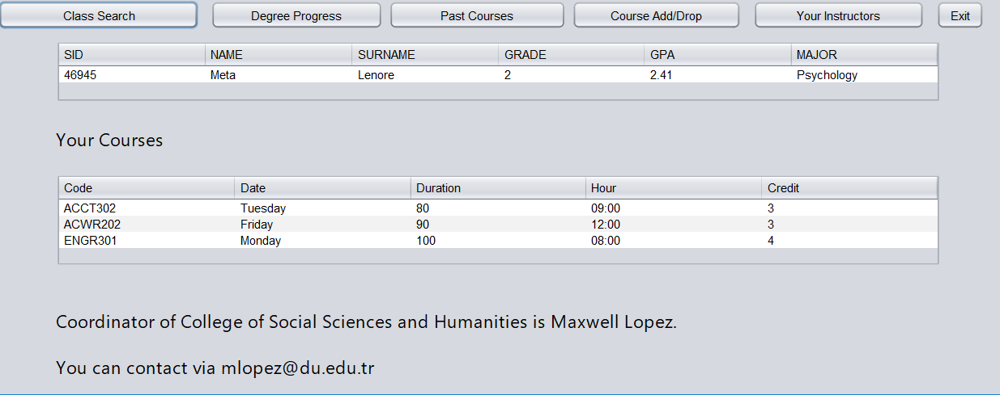 Class Search Degree Progress Past Courses Course Add/Drop Your Instructors Exit
SID NAME SURNAME GRADE GPA MAJOR
46945 Meta Lenore 2 2.41 Psychology
Your Courses
Code Date Duration Hour Credit
ACCT302 Tuesday 80 09:00 3
ACWR202 Friday 90 12:00 3
ENGR301 Monday 100 08:00 4
Coordinator of College of Social Sciences and Humanities is Maxwell Lopez.
You can contact via mlopez@du.edu.tr